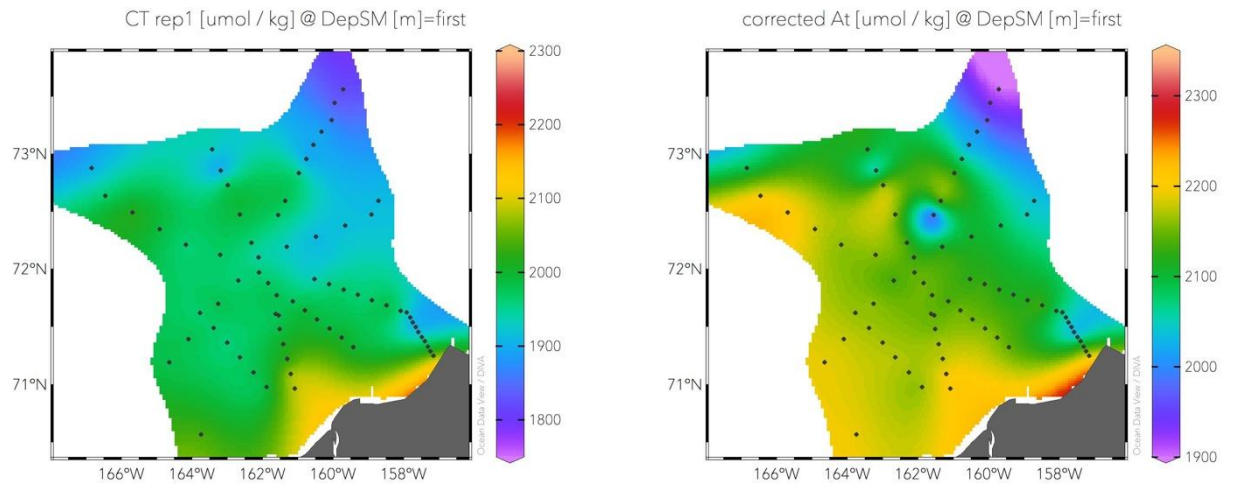 CT rep1 [umol / kg] @ DepSM [m]=first
73°N
72°N
71°N
166°W 164°W 162°W 160°W 158°W
2300
2200
2100
2000
1900
1800
Ocean Data View / DIVA
corrected At [umol / kg] @ DepSM [m]=first
73°N
72°N
71°N
166°W 164°W 162°W 160°W 158°W
2300
2200
2100
2000
1900
Ocean Data View / DIVA